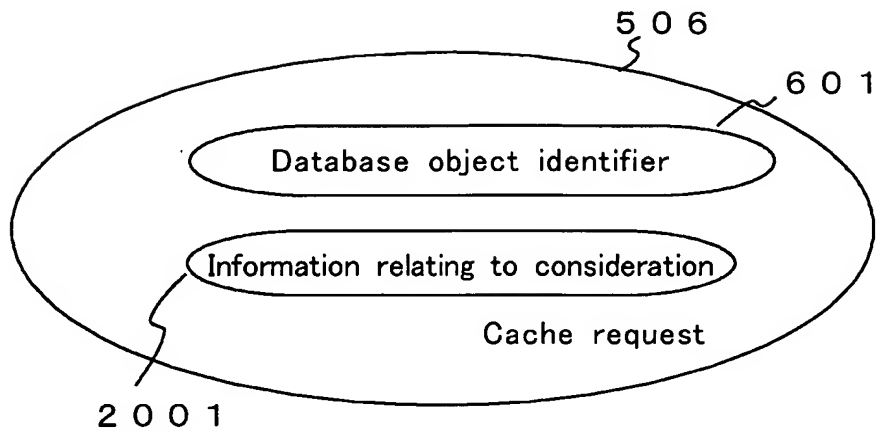 506
601
Database object identifier
Information relating to consideration
Cache request
2001